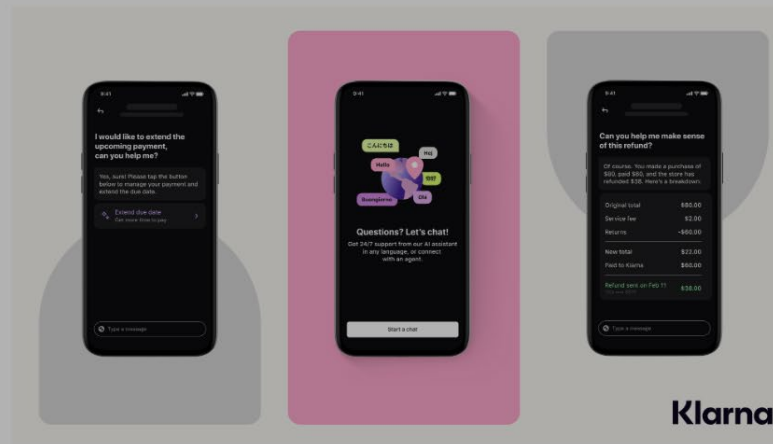 9:41
I would like to extend the
upcoming payment,
can you help me?
Yes, sure! Please tap the button
below to manage your payment and
extend the due date.
Extend due date
Get more time to pay
Type a message
9:41
こんにちは
Hej
Hello
Buongiorno
Olá
Questions? Let's chat!
Get 24/7 support from our AI assistant
in any language, or connect
with an agent.
Start a chat
9:41
Can you help me make sense
of this refund?
Of course. You made a purchase of
paid $60, and the store has
refunded $38. Here's a breakdown:
Original total $80.00
Service fee $2.00
Returns -$60.00
New total $22.00
Paid to Klarna $60.00
Refund sent on Feb 11 $38.00
Type a message
Klarna